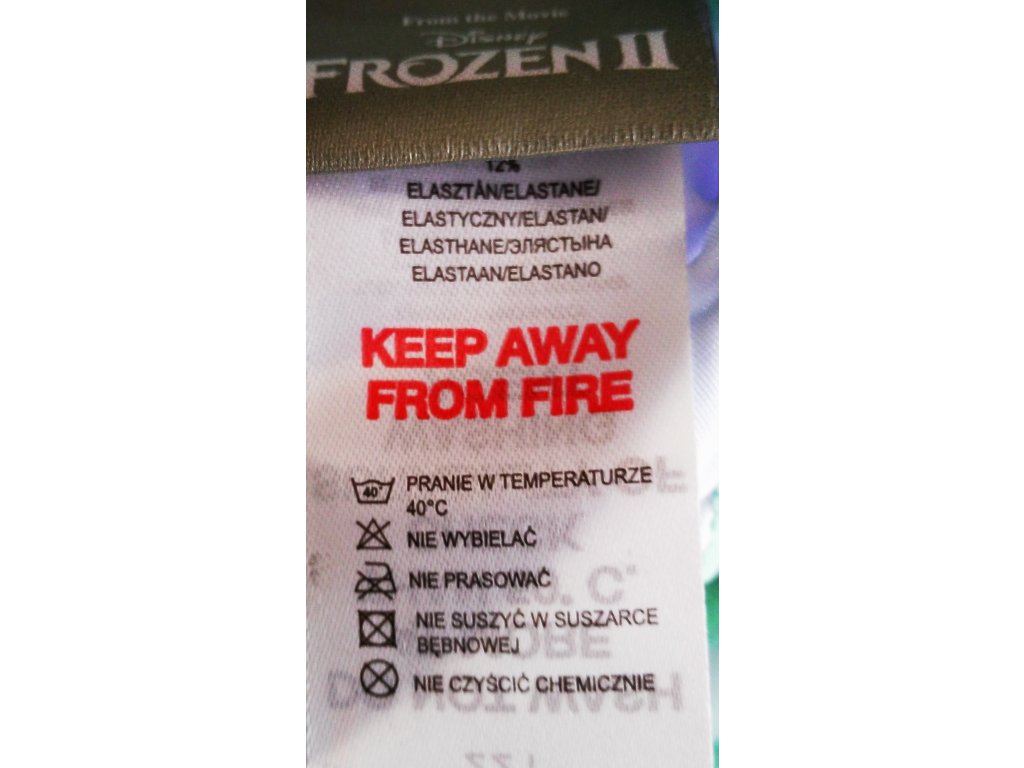 From the Movie
Disney
FROZEN II
12%
ELASZTÁN/ELASTANE/
ELASTYCZNY/ELASTAN/
ELASTHANE/ЭЛЯСТЫНА
ELASTAAN/ELASTANO
KEEP AWAY
FROM FIRE
40° PRANIE W TEMPERATURZE
40°C
NIE WYBIELAĆ
NIE PRASOWAĆ
NIE SUSZYĆ W SUSZARCE
BĘBNOWEJ
NIE CZYŚCIĆ CHEMICZNIE